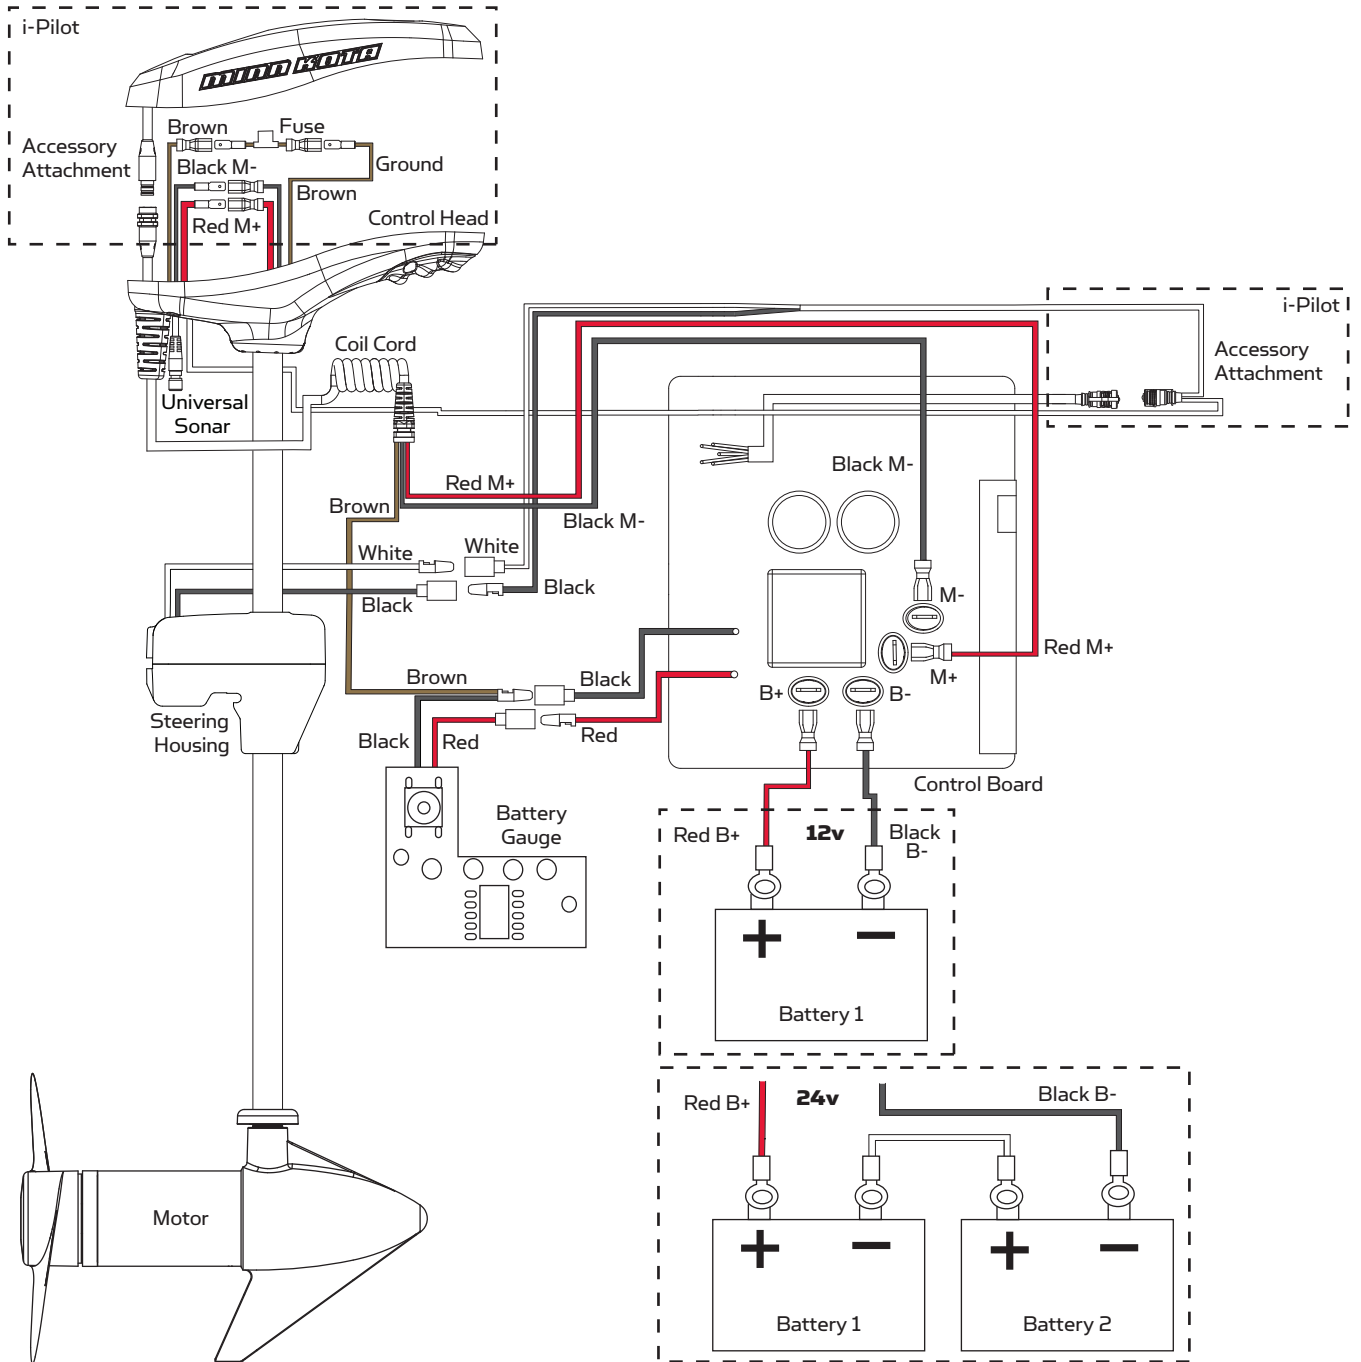 i-Pilot
MINN KOTA
Brown
Fuse
Accessory
Attachment
Black M-
Ground
Brown
Red M+
Control Head
i-Pilot
Accessory
Attachment
Coil Cord
Universal
Sonar
Black M-
Red M+
Brown
Black M-
White
White
Black
Black
M-
Red M+
M+
Brown
Black
B+
B-
Steering
Housing
Black
Red
Red
Control Board
Battery
Gauge
Red B+
12v
Black
B-
+
−
Battery 1
Red B+
24v
Black B-
+
−
+
−
Motor
Battery 1
Battery 2